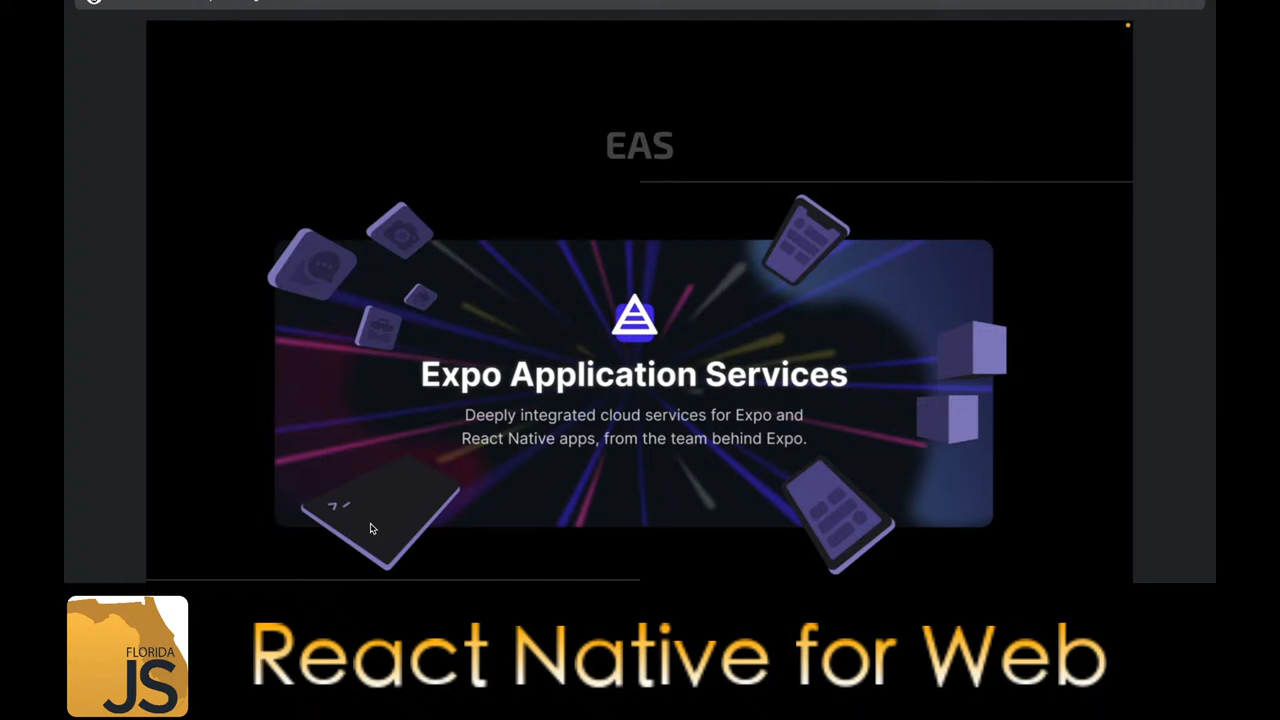 EAS
Expo Application Services
Deeply integrated cloud services for Expo and
React Native apps, from the team behind Expo.
FLORIDA
JS
React Native for Web